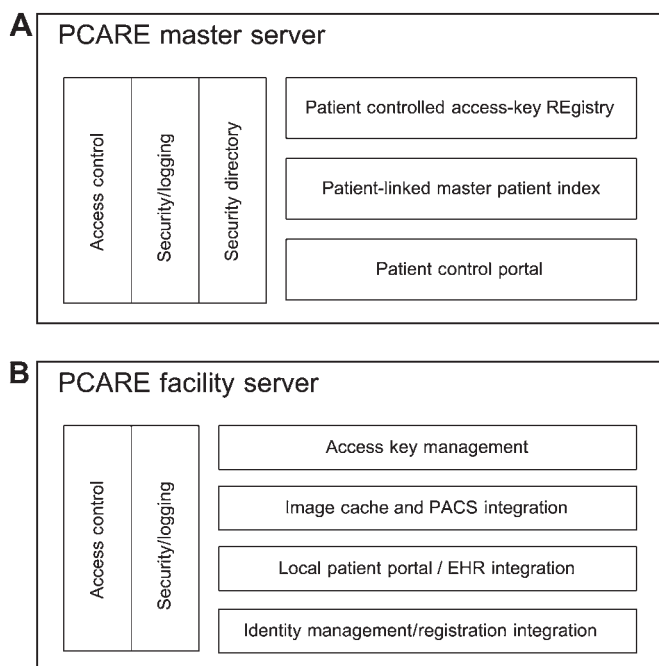 A
PCARE master server
Access control
Security/logging
Security directory
Patient controlled access-key REgistry
Patient-linked master patient index
Patient control portal
B
PCARE facility server
Access control
Security/logging
Access key management
Image cache and PACS integration
Local patient portal / EHR integration
Identity management/registration integration